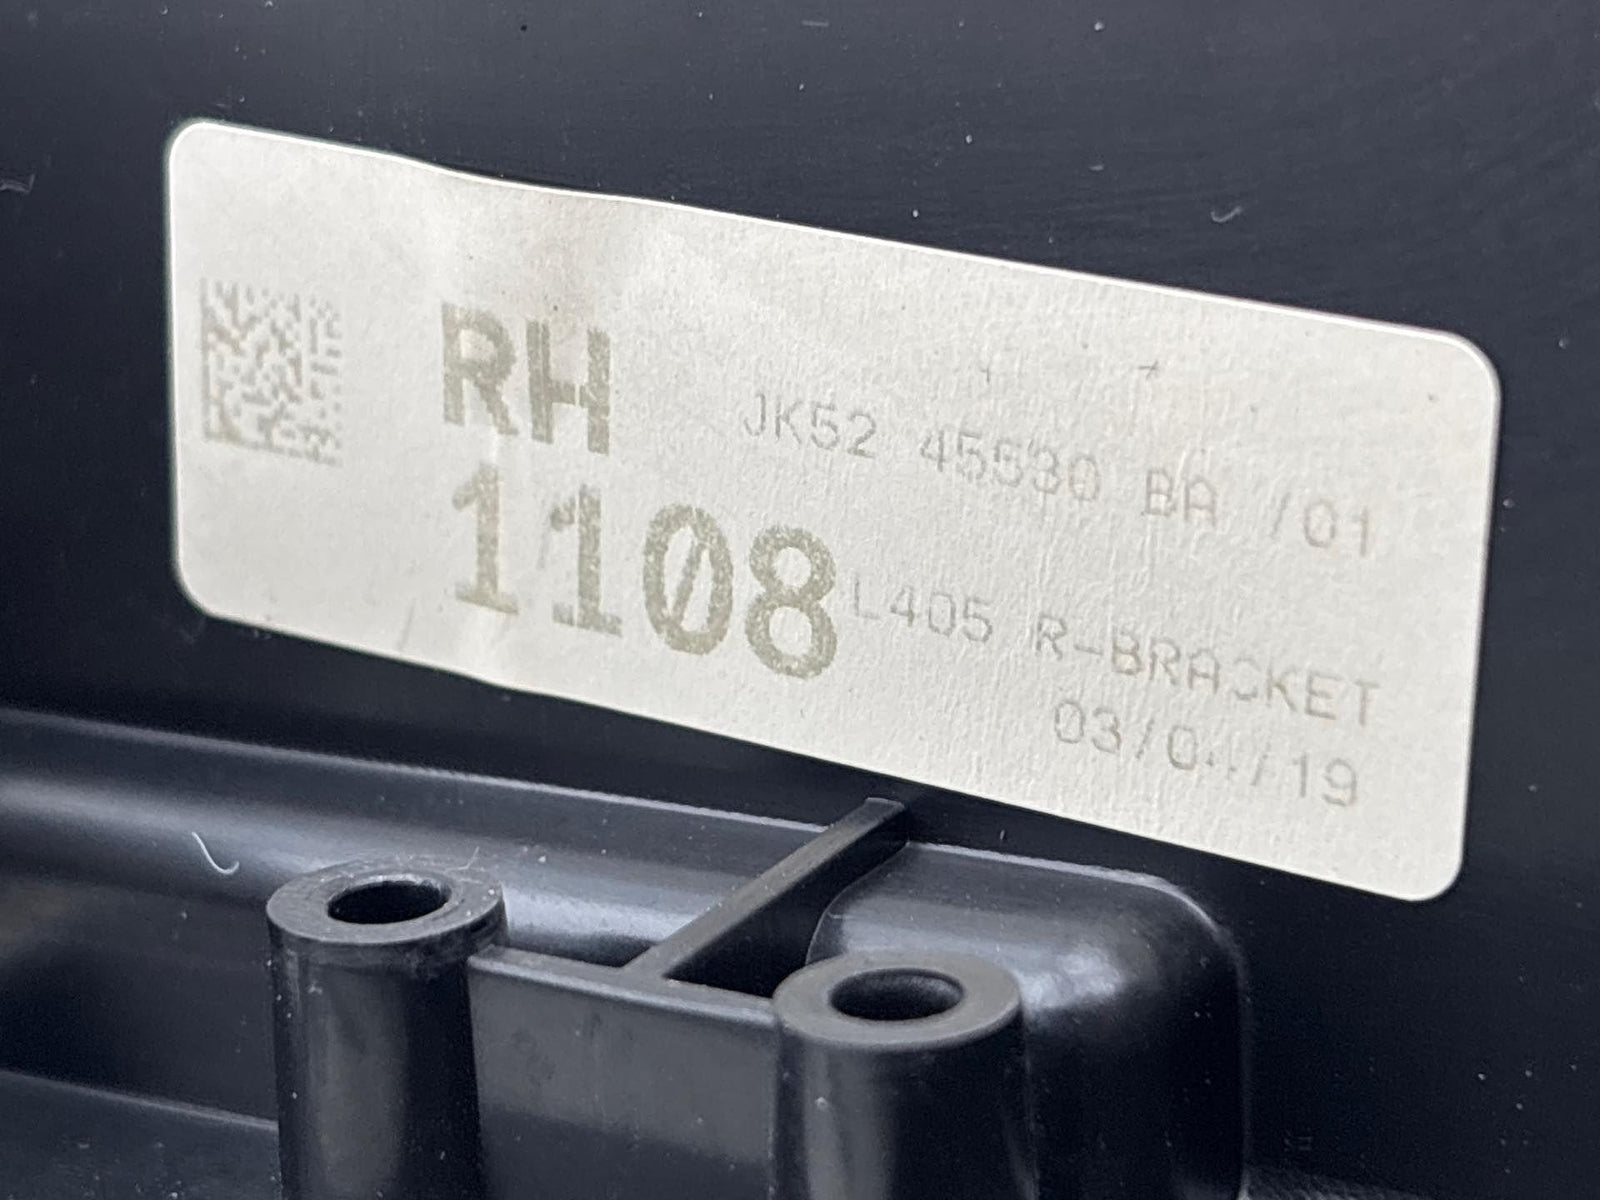 RH
1108
JK52 45530 BA /01
L405 R-BRACKET